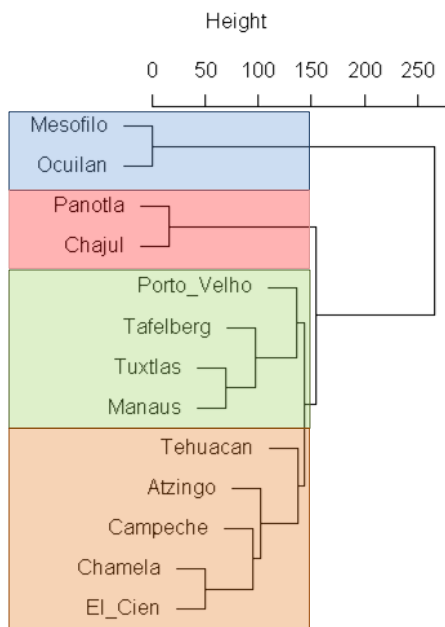 Height
0 50 100 150 200 250
Mesofilo
Ocuilan
Panotla
Chajul
Porto_Velho
Tafelberg
Tuxtlas
Manaus
Tehuacan
Atzingo
Campeche
Chamela
El_Cien